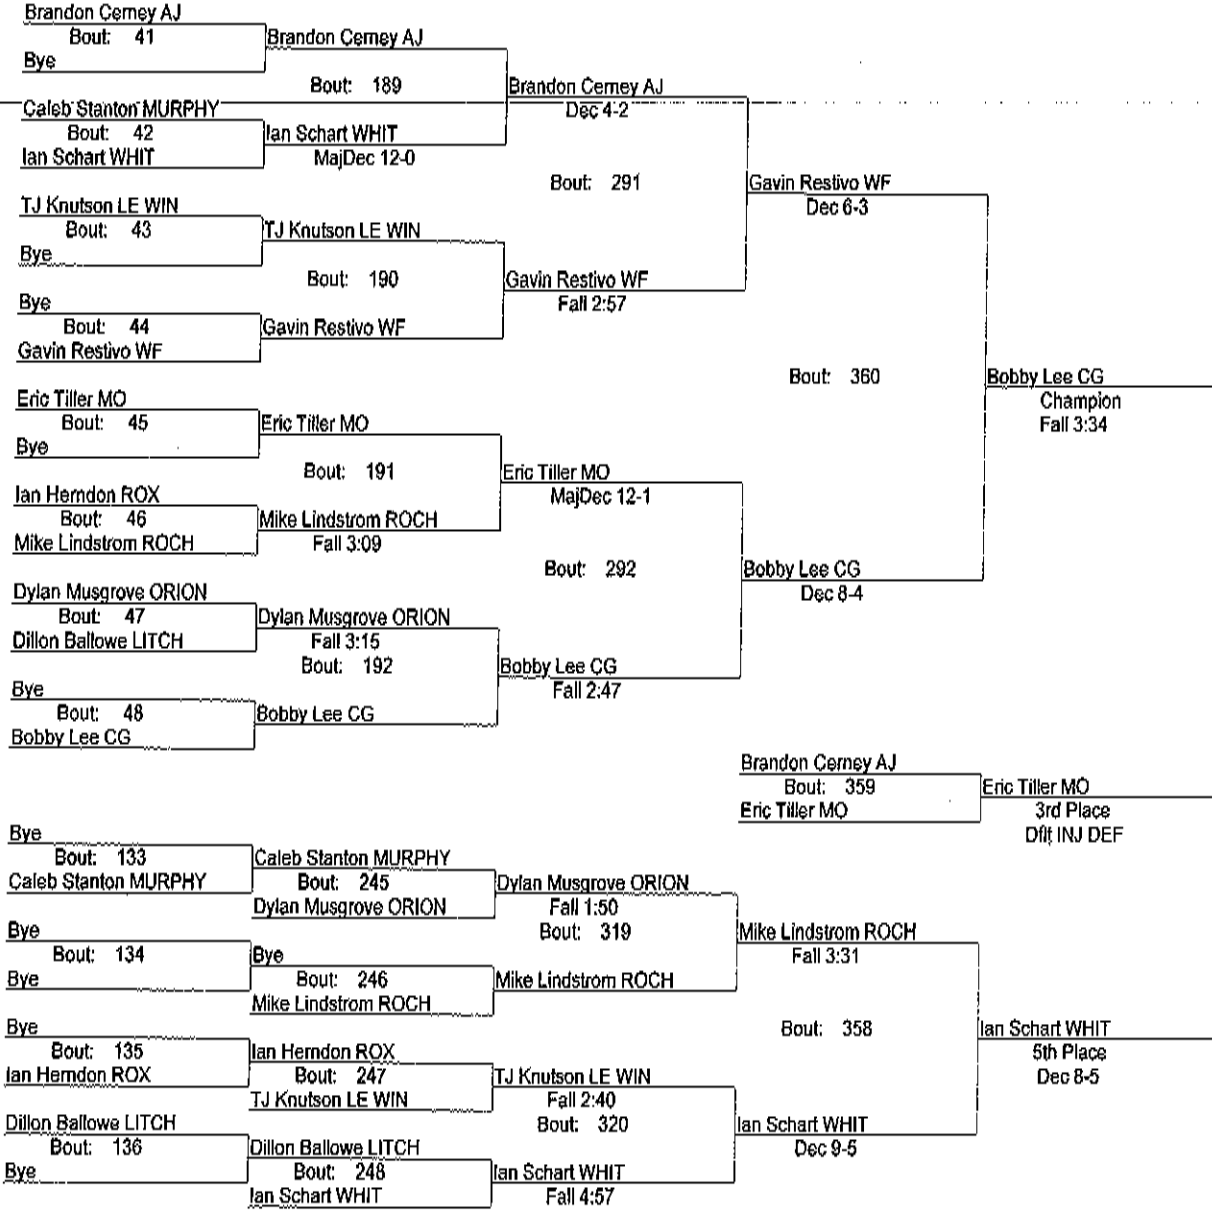 Brandon Cerney AJ
Bout: 41
Bye
Brandon Cerney AJ
Bout: 189
Caleb Stanton MURPHY
Bout: 42
Ian Schart WHIT
Ian Schart WHIT
MajDec 12-0
Brandon Cerney AJ
Dec 4-2
Bout: 291
TJ Knutson LE WIN
Bout: 43
Bye
TJ Knutson LE WIN
Bout: 190
Bye
Bout: 44
Gavin Restivo WF
Gavin Restivo WF
Gavin Restivo WF
Fall 2:57
Gavin Restivo WF
Dec 6-3
Bout: 360
Eric Tiller MO
Bout: 45
Bye
Eric Tiller MO
Bout: 191
Ian Herndon ROX
Bout: 46
Mike Lindstrom ROCH
Mike Lindstrom ROCH
Fall 3:09
Eric Tiller MO
MajDec 12-1
Bout: 292
Dylan Musgrove ORION
Bout: 47
Dillon Ballowe LITCH
Dylan Musgrove ORION
Fall 3:15
Bout: 192
Bye
Bout: 48
Bobby Lee CG
Bobby Lee CG
Bobby Lee CG
Fall 2:47
Bobby Lee CG
Dec 8-4
Bobby Lee CG
Champion
Fall 3:34
Brandon Cerney AJ
Bout: 359
Eric Tiller MO
Eric Tiller MO
3rd Place
Dflt INJ DEF
Bye
Bout: 133
Caleb Stanton MURPHY
Caleb Stanton MURPHY
Bout: 245
Dylan Musgrove ORION
Dylan Musgrove ORION
Fall 1:50
Bout: 319
Bye
Bout: 134
Bye
Bye
Bout: 246
Mike Lindstrom ROCH
Mike Lindstrom ROCH
Mike Lindstrom ROCH
Fall 3:31
Bout: 358
Bye
Bout: 135
Ian Herndon ROX
Ian Herndon ROX
Bout: 247
TJ Knutson LE WIN
TJ Knutson LE WIN
Fall 2:40
Bout: 320
Dillon Ballowe LITCH
Bout: 136
Bye
Dillon Ballowe LITCH
Bout: 248
Ian Schart WHIT
Ian Schart WHIT
Fall 4:57
Ian Schart WHIT
Dec 9-5
Ian Schart WHIT
5th Place
Dec 8-5